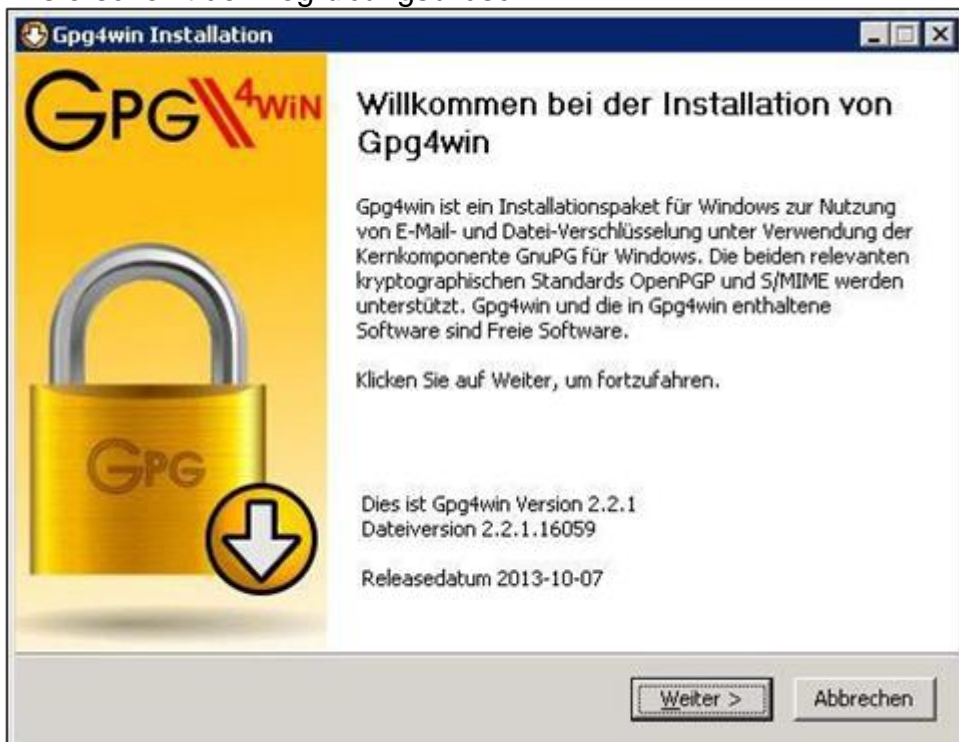 Gpg4win Installation
GPG4WiN
Willkommen bei der Installation von
Gpg4win
Gpg4win ist ein Installationspaket für Windows zur Nutzung
von E-Mail- und Datei-Verschlüsselung unter Verwendung der
Kernkomponente GnuPG für Windows. Die beiden relevanten
kryptographischen Standards OpenPGP und S/MIME werden
unterstützt. Gpg4win und die in Gpg4win enthaltene
Software sind Freie Software.
Klicken Sie auf Weiter, um fortzufahren.
GPG
Dies ist Gpg4win Version 2.2.1
Dateiversion 2.2.1.16059
Releasedatum 2013-10-07
Weiter >
Abbrechen